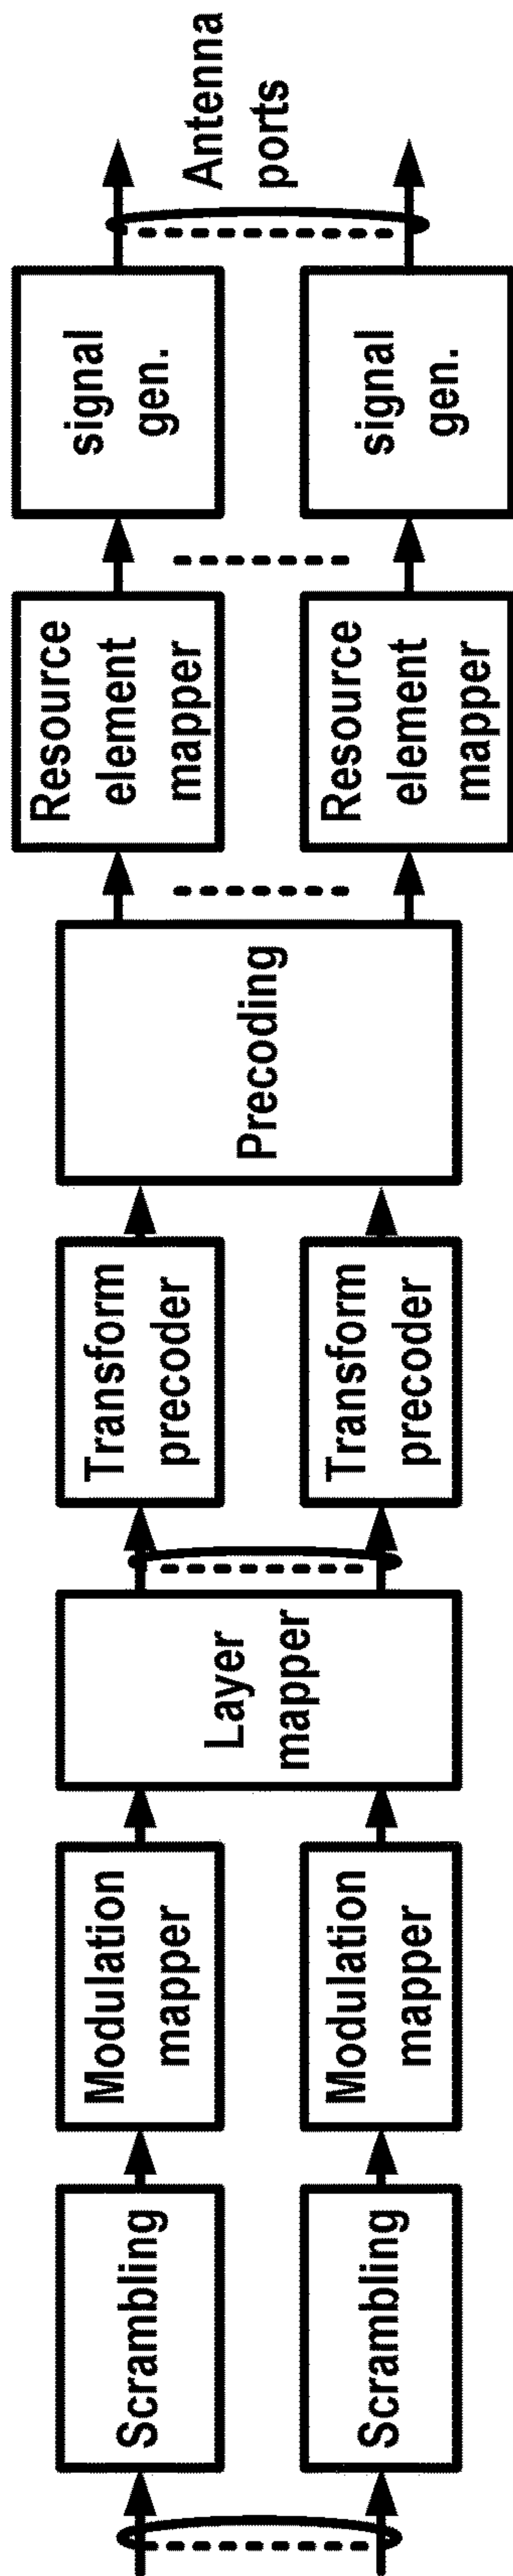 Scrambling
Scrambling
Modulation
mapper
Modulation
mapper
Layer
mapper
Transform
precoder
Transform
precoder
Precoding
Resource
element
mapper
Resource
element
mapper
signal
gen.
signal
gen.
Antenna
ports